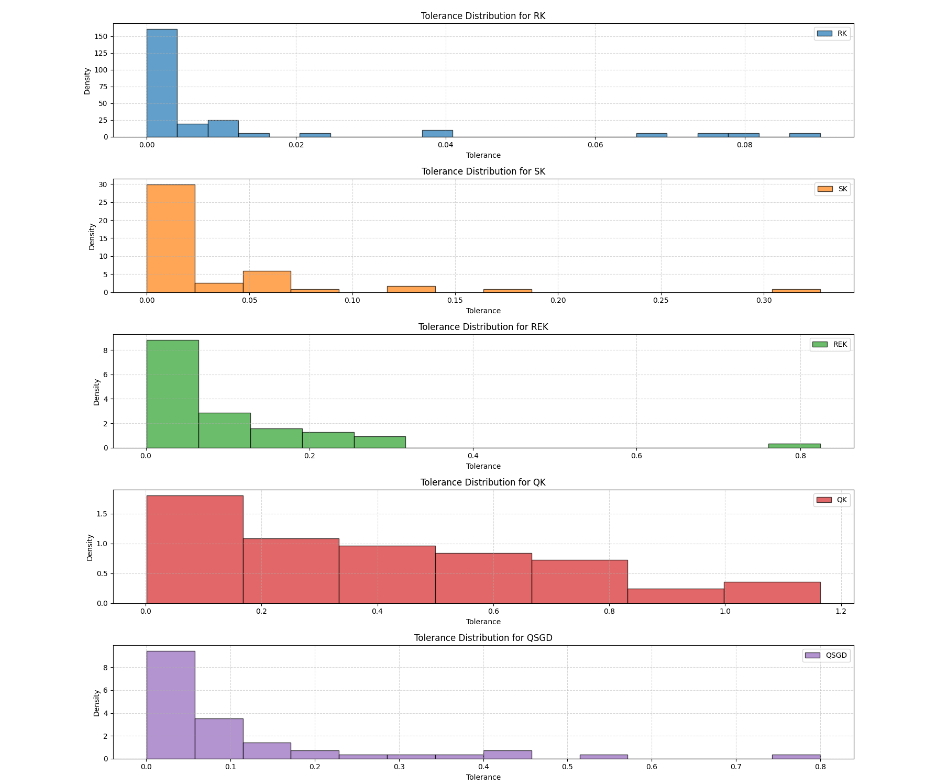 Tolerance Distribution for RK
RK
Density
150
125
100
75
50
25
0
0.00 0.02 0.04 0.06 0.08
Tolerance
Tolerance Distribution for SK
SK
Density
30
25
20
15
10
5
0
0.00 0.05 0.10 0.15 0.20 0.25 0.30
Tolerance
Tolerance Distribution for REK
REK
Density
8
6
4
2
0
0.0 0.2 0.4 0.6 0.8
Tolerance
Tolerance Distribution for QK
QK
Density
1.5
1.0
0.5
0.0
0.0 0.2 0.4 0.6 0.8 1.0 1.2
Tolerance
Tolerance Distribution for QSGD
QSGD
Density
8
6
4
2
0
0.0 0.1 0.2 0.3 0.4 0.5 0.6 0.7 0.8
Tolerance